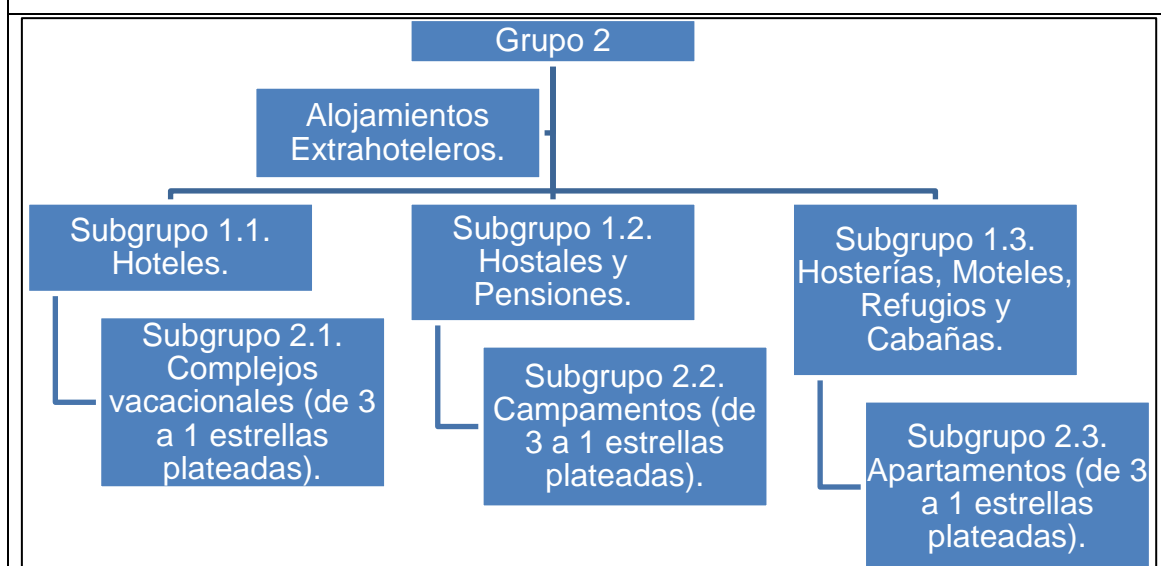 Grupo 2
Alojamientos
Extrahoteleros.
Subgrupo 1.1.
Hoteles.
Subgrupo 2.1.
Complejos
vacacionales (de 3
a 1 estrellas
plateadas).
Subgrupo 1.2.
Hostales y
Pensiones.
Subgrupo 2.2.
Campamentos (de
3 a 1 estrellas
plateadas).
Subgrupo 1.3.
Hosterías, Moteles,
Refugios y
Cabañas.
Subgrupo 2.3.
Apartamentos (de 3
a 1 estrellas
plateadas).